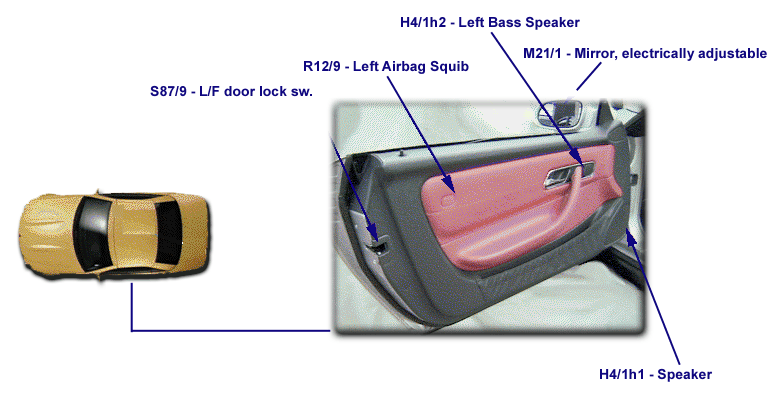 H4/1h2 - Left Bass Speaker
M21/1 - Mirror, electrically adjustable
R12/9 - Left Airbag Squib
S87/9 - L/F door lock sw.
H4/1h1 - Speaker